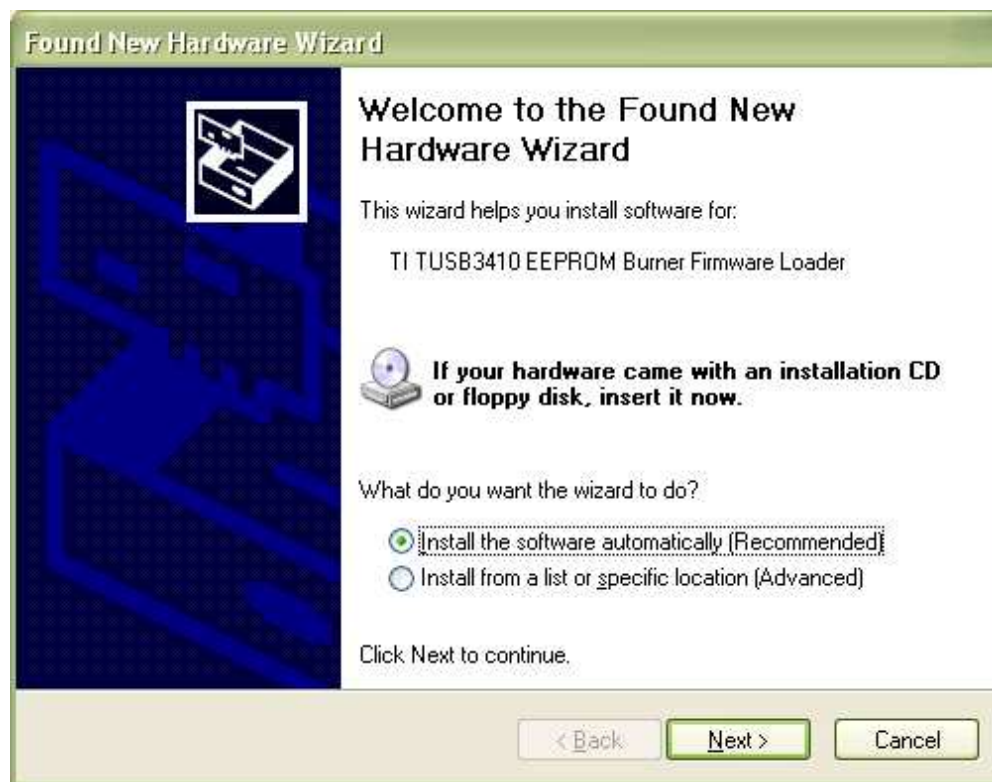 Found New Hardware Wizard
Welcome to the Found New
Hardware Wizard
This wizard helps you install software for:
TI TUSB3410 EEPROM Burner Firmware Loader
If your hardware came with an installation CD
or floppy disk, insert it now.
What do you want the wizard to do?
Install the software automatically (Recommended)
Install from a list or specific location (Advanced)
Click Next to continue.
< Back Next > Cancel